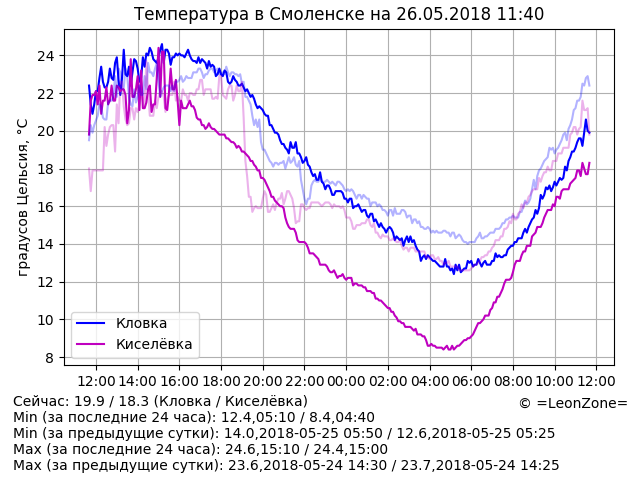 Температура в Смоленске на 26.05.2018 11:40
градусов Цельсия, °C
24
22
20
18
16
14
12
10
8
Кловка
Киселёвка
12:00 14:00 16:00 18:00 20:00 22:00 00:00 02:00 04:00 06:00 08:00 10:00 12:00
Сейчас: 19.9 / 18.3 (Кловка / Киселёвка)
© =LeonZone=
Min (за последние 24 часа): 12.4,05:10 / 8.4,04:40
Min (за предыдущие сутки): 14.0,2018-05-25 05:50 / 12.6,2018-05-25 05:25
Max (за последние 24 часа): 24.6,15:10 / 24.4,15:00
Max (за предыдущие сутки): 23.6,2018-05-24 14:30 / 23.7,2018-05-24 14:25